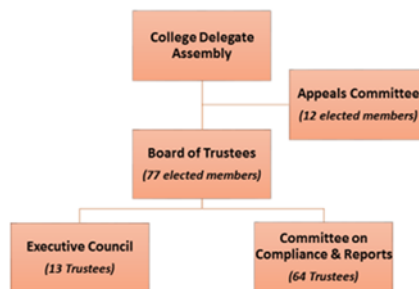 College Delegate
Assembly
Appeals Committee
(12 elected members)
Board of Trustees
(77 elected members)
Executive Council
(13 Trustees)
Committee on
Compliance & Reports
(64 Trustees)